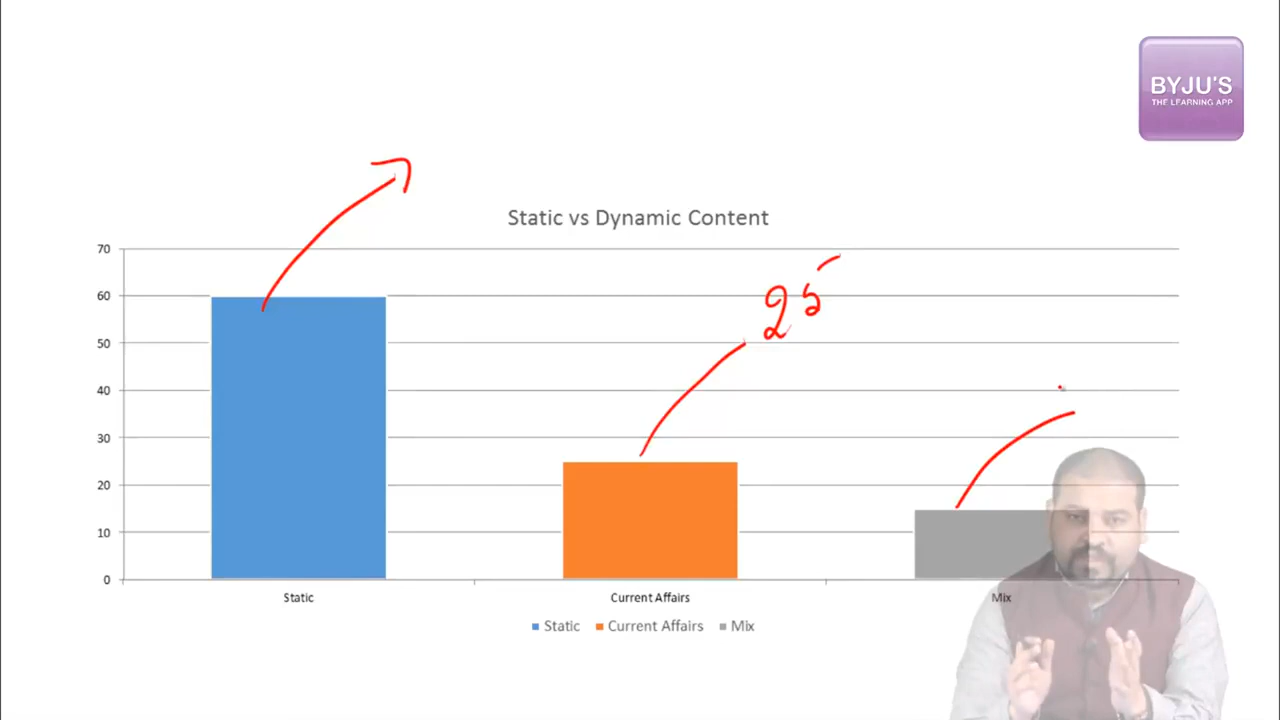 BYJU'S
THE LEARNING APP
Static vs Dynamic Content
70
60
50
40
30
20
10
0
25
Static
Current Affairs
Mix
Static
Current Affairs
Mix